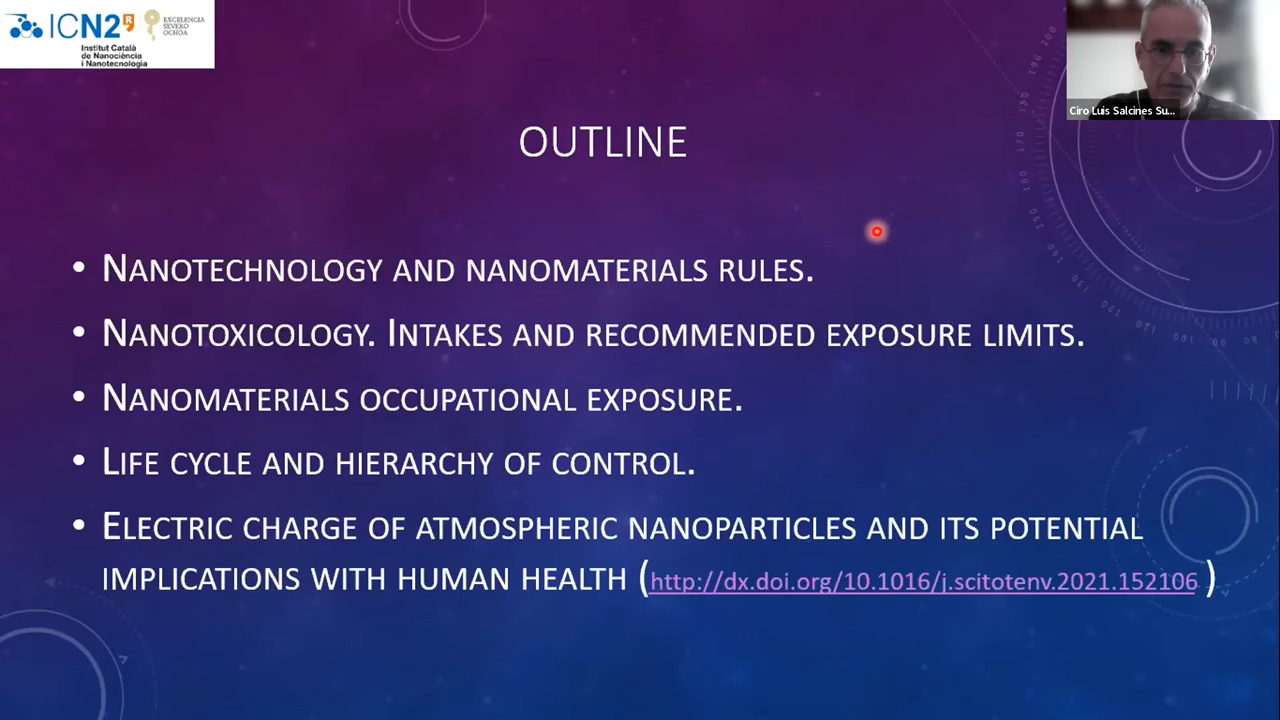 ICN2
EXCELENCIA
SEVERO
OCHOA
Institut Català
de Nanociència
i Nanotecnologia
Ciro Luis Salcines Su...
OUTLINE
• NANOTECHNOLOGY AND NANOMATERIALS RULES.
• NANOTOXICOLOGY. INTAKES AND RECOMMENDED EXPOSURE LIMITS.
• NANOMATERIALS OCCUPATIONAL EXPOSURE.
• LIFE CYCLE AND HIERARCHY OF CONTROL.
• ELECTRIC CHARGE OF ATMOSPHERIC NANOPARTICLES AND ITS POTENTIAL
IMPLICATIONS WITH HUMAN HEALTH (http://dx.doi.org/10.1016/j.scitotenv.2021.152106 )